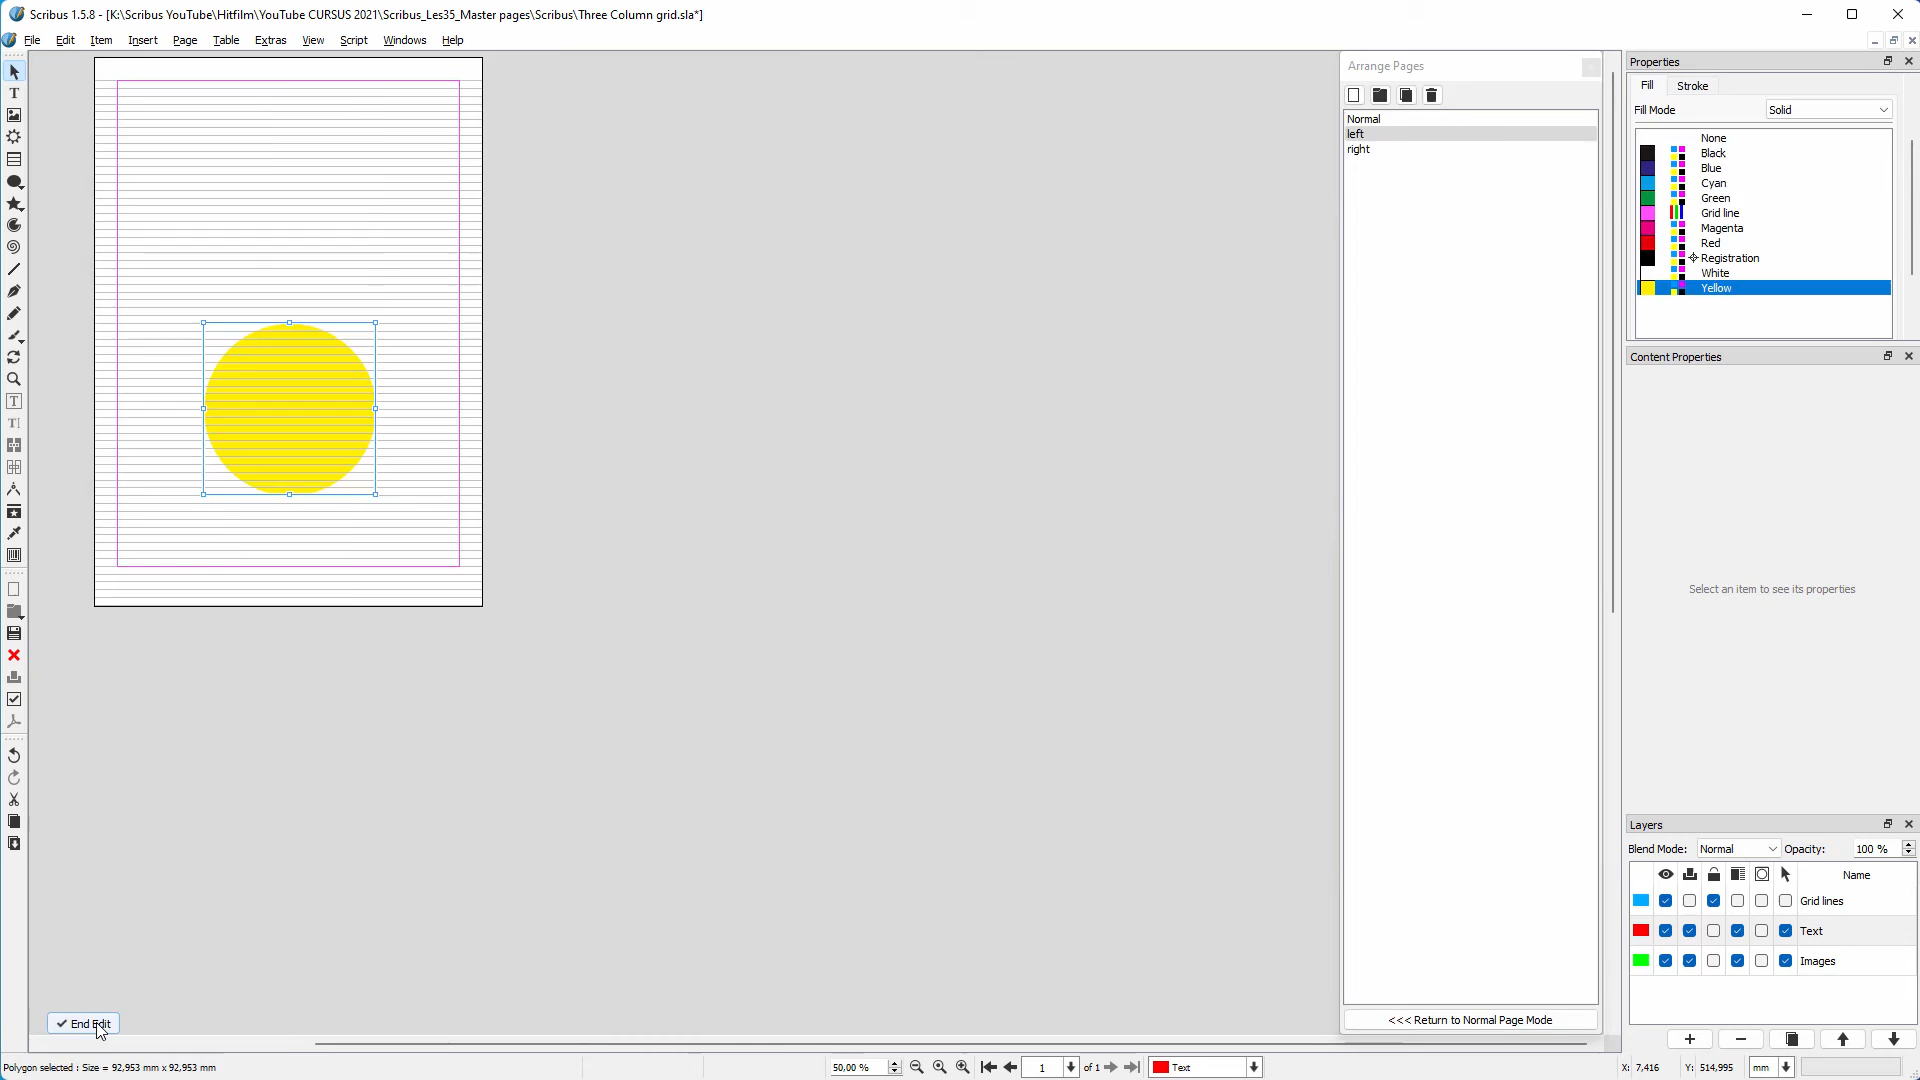 Scribus 1.5.8 - [K:\Scribus YouTube\Hitfilm\YouTube CURSUS 2021\Scribus_Les35_Master pages\Scribus\Three Column grid.sla*]
File Edit Item Insert Page Table Extras View Script Windows Help
Arrange Pages
Normal
left
right
<<< Return to Normal Page Mode
Properties
Fill Stroke
Fill Mode Solid
None
Black
Blue
Cyan
Green
Grid line
Magenta
Red
Registration
White
Yellow
Content Properties
Select an item to see its properties
Layers
Blend Mode: Normal Opacity: 100 %
Name
Grid lines
Text
Images
End Edit
Polygon selected : Size = 92,953 mm x 92,953 mm
50,00 % 1 of 1 Text X: 7,416 Y: 514,995 mm